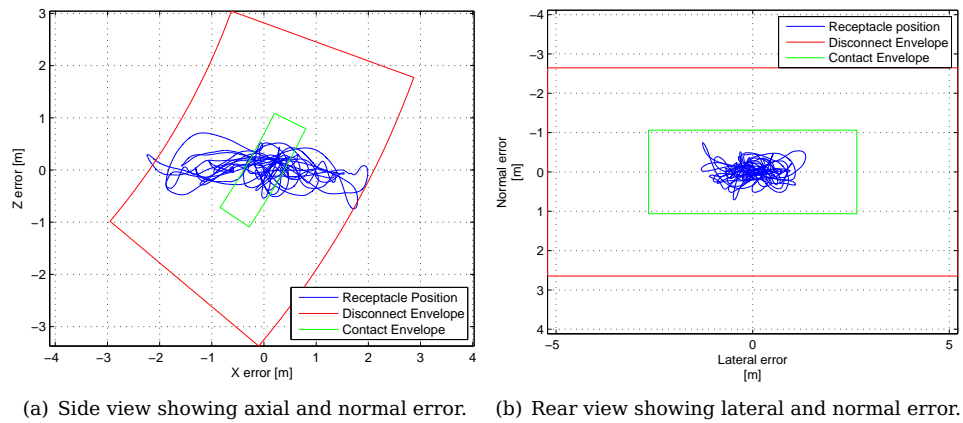 3
2
1
0
−1
−2
−3
Z error [m]
−4 −3 −2 −1 0 1 2 3 4
X error [m]
Receptacle Position
Disconnect Envelope
Contact Envelope
(a) Side view showing axial and normal error.
−4
−3
−2
−1
0
1
2
3
4
Normal error
[m]
−5 0 5
Lateral error
[m]
Receptacle position
Disconnect Envelope
Contact Envelope
(b) Rear view showing lateral and normal error.